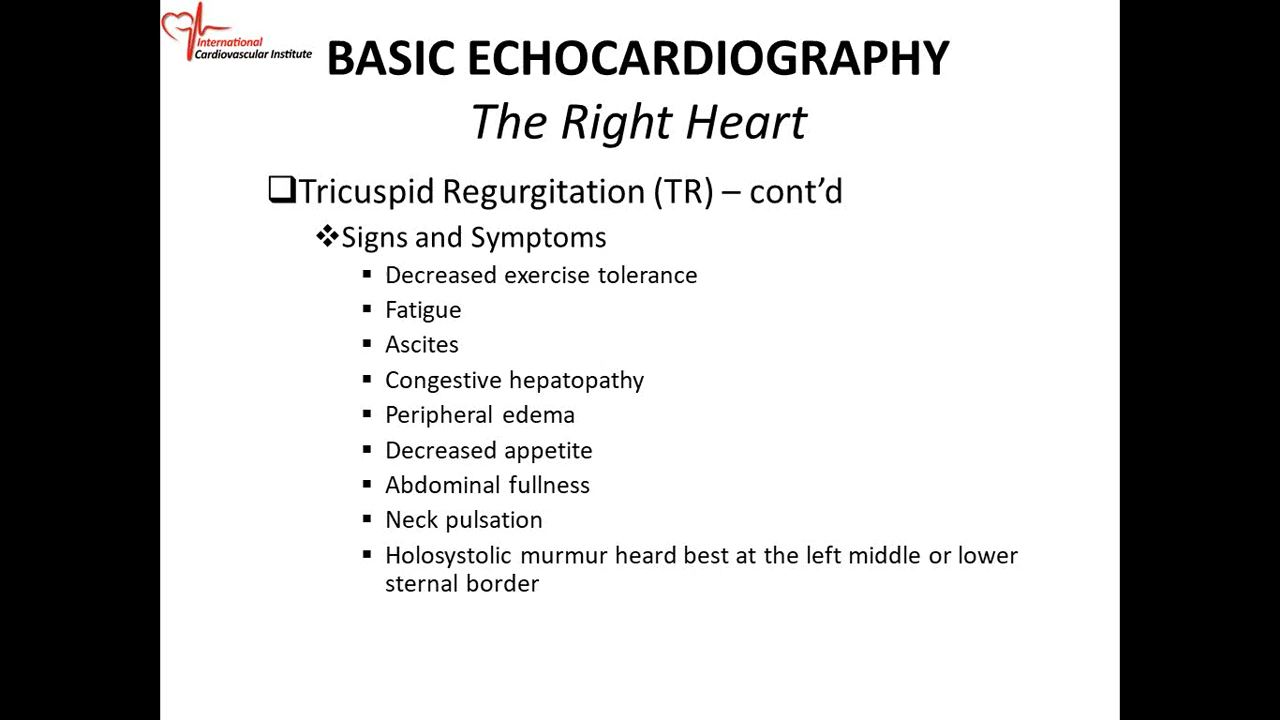 International
Cardiovascular Institute
BASIC ECHOCARDIOGRAPHY
The Right Heart
Tricuspid Regurgitation (TR) – cont’d
Signs and Symptoms
Decreased exercise tolerance
Fatigue
Ascites
Congestive hepatopathy
Peripheral edema
Decreased appetite
Abdominal fullness
Neck pulsation
Holosystolic murmur heard best at the left middle or lower
sternal border